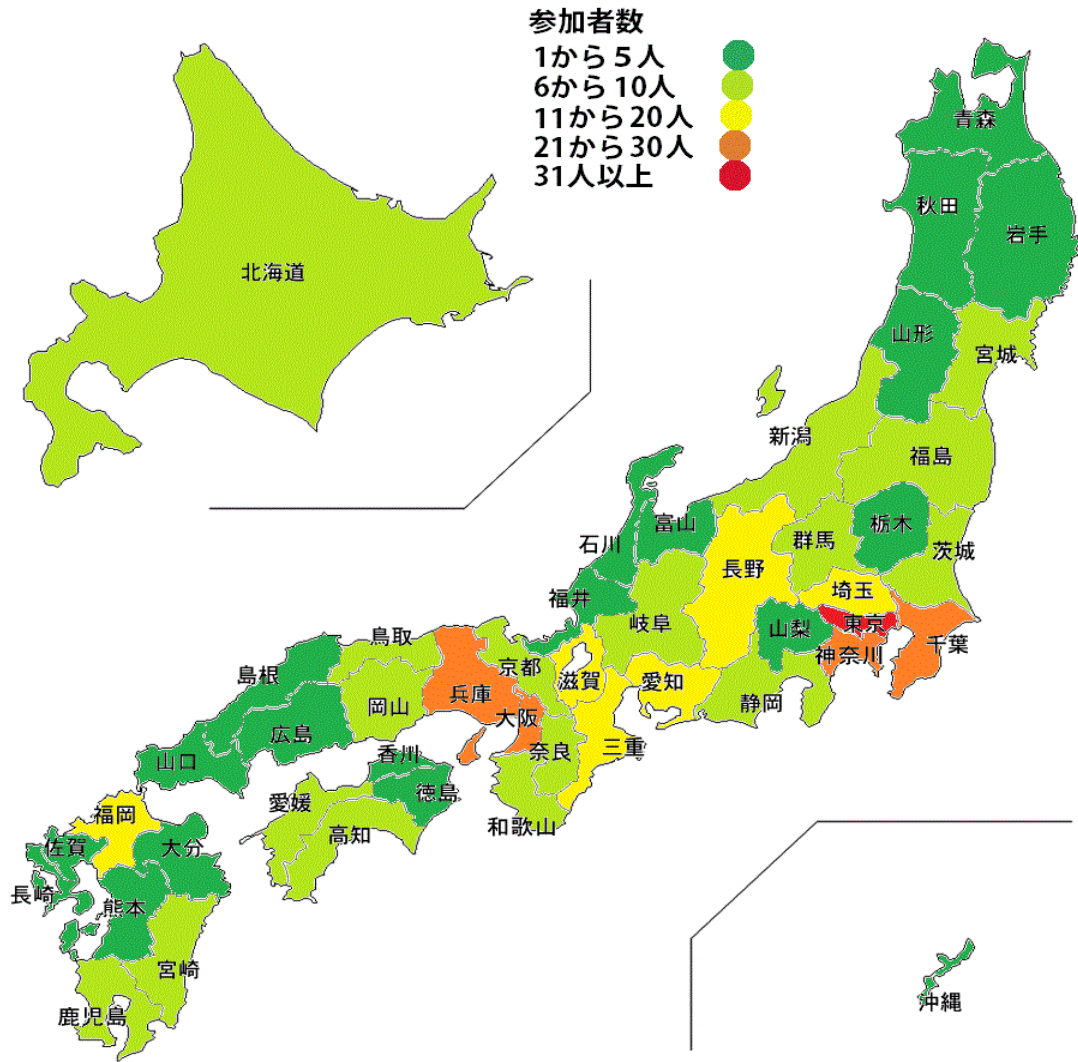 参加者数
1から５人
6から10人
11から20人
21から30人
31人以上
青森
秋田
岩手
北海道
山形
宮城
新潟
福島
富山
栃木
石川
群馬
茨城
長野
福井
埼玉
岐阜
山梨
東京
千葉
鳥取
神奈川
京都
島根
滋賀
愛知
兵庫
静岡
岡山
大阪
広島
三重
奈良
香川
山口
徳島
愛媛
福岡
和歌山
高知
佐賀
大分
長崎
熊本
宮崎
沖縄
鹿児島